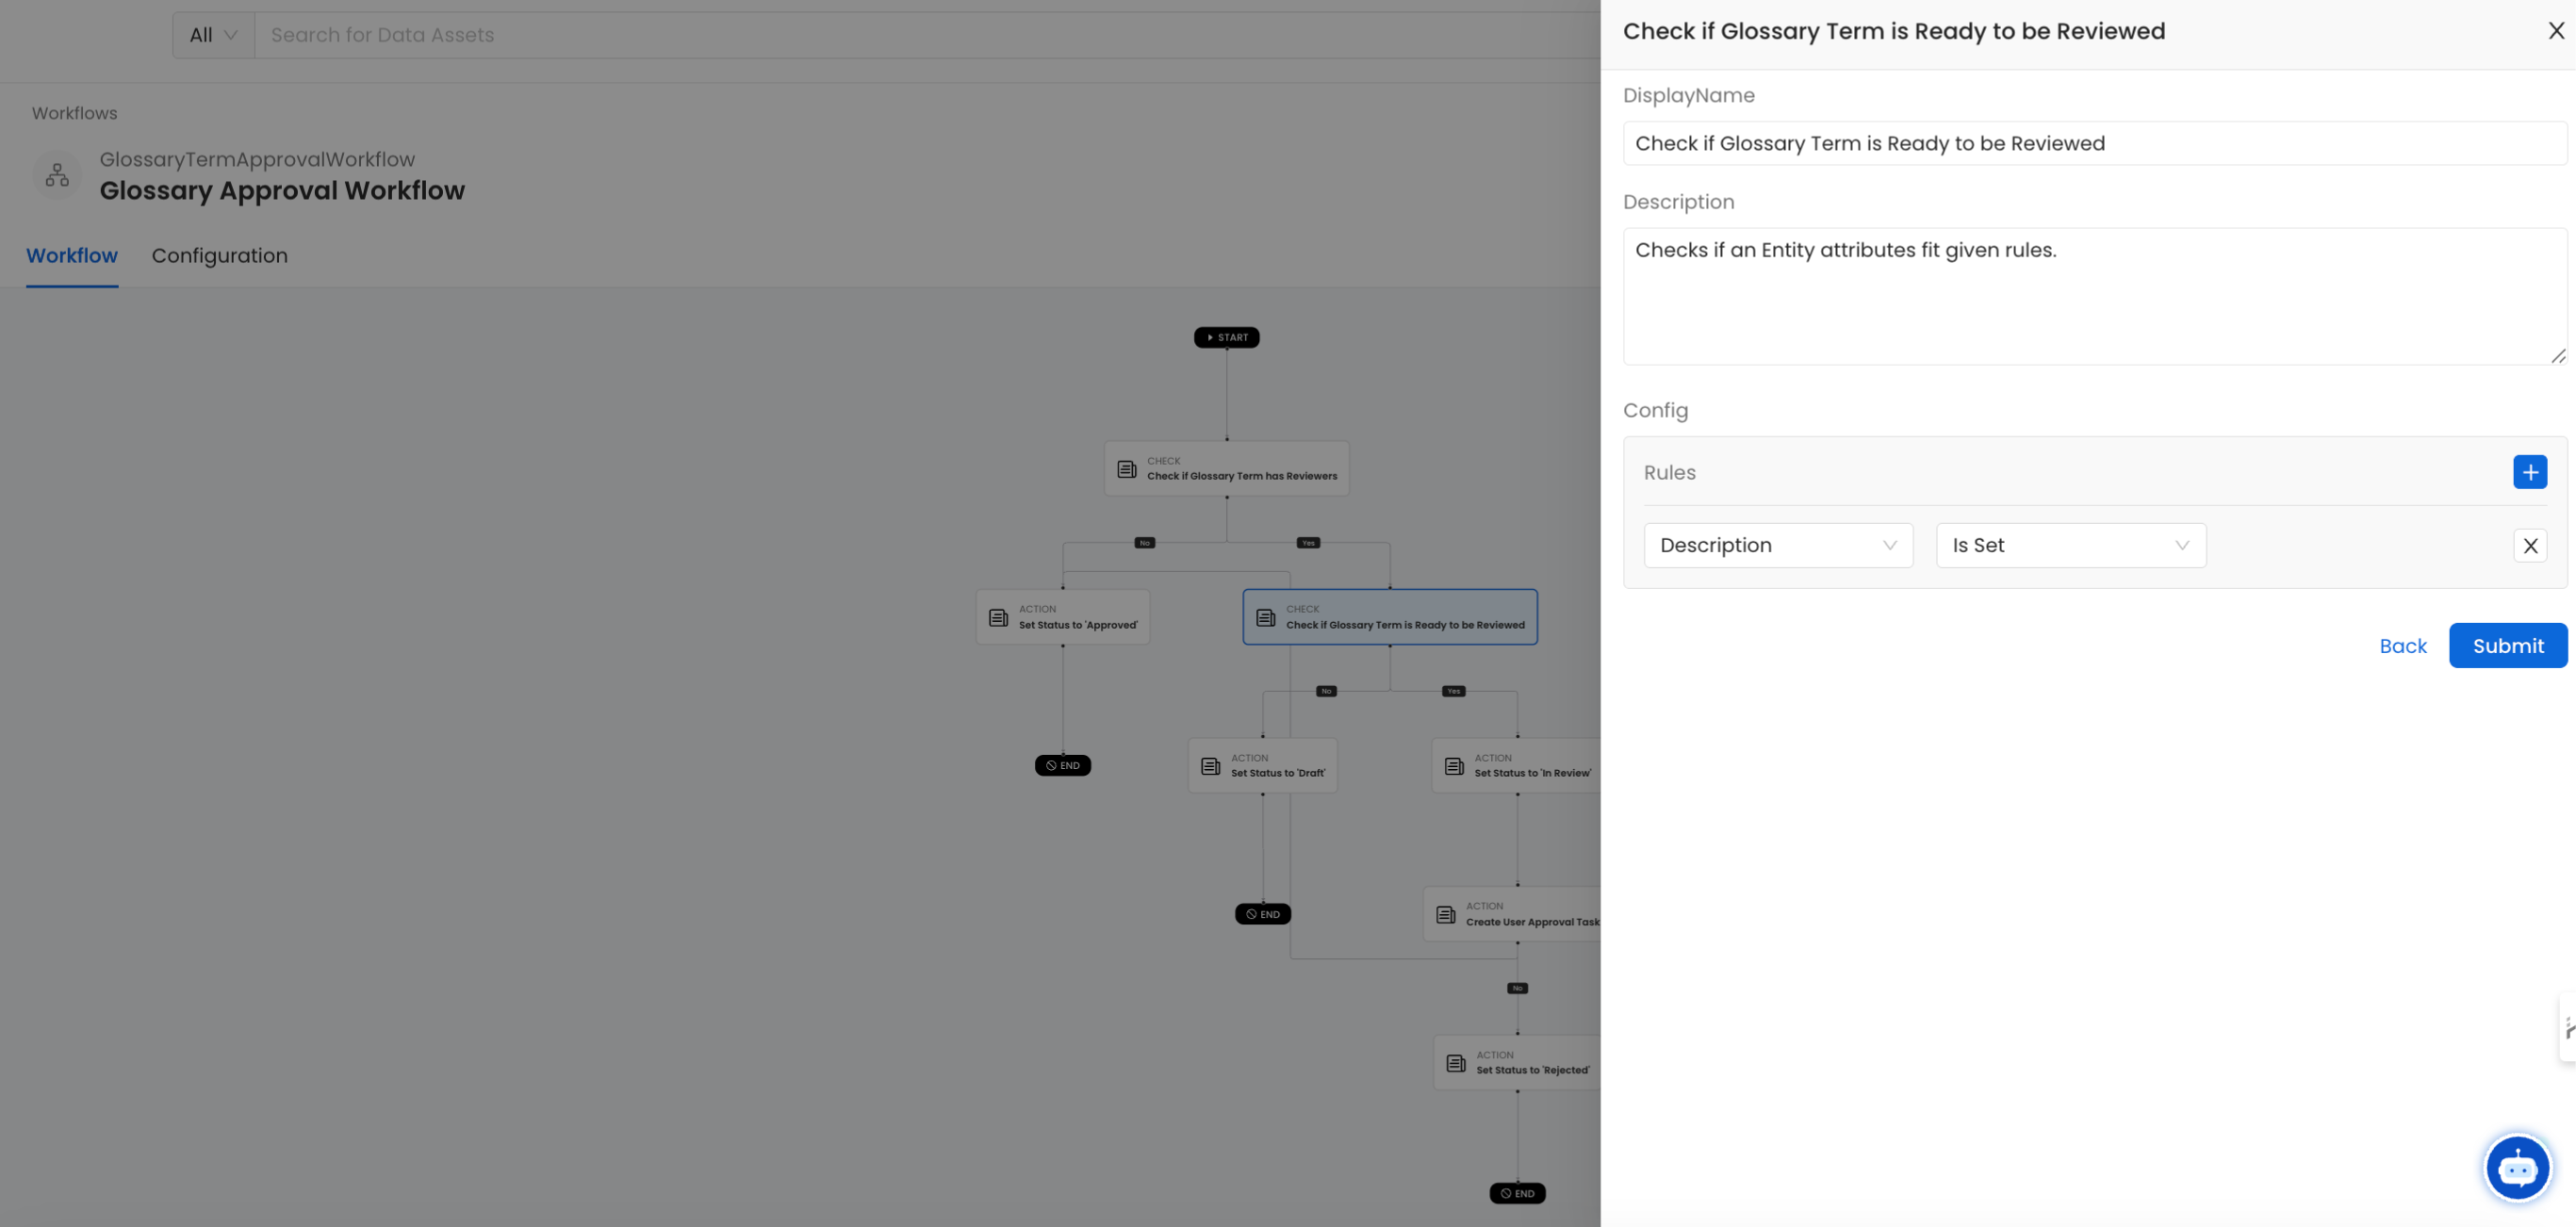 All
Search for Data Assets
Workflows
GlossaryTermApprovalWorkflow
Glossary Approval Workflow
Workflow
Configuration
START
CHECK
Check if Glossary Term has Reviewers
No
Yes
ACTION
Set Status to 'Approved'
CHECK
Check if Glossary Term is Ready to be Reviewed
No
Yes
END
ACTION
Set Status to 'Draft'
ACTION
Set Status to 'In Review'
END
ACTION
Create User Approval Task
No
ACTION
Set Status to 'Rejected'
END
Check if Glossary Term is Ready to be Reviewed
DisplayName
Check if Glossary Term is Ready to be Reviewed
Description
Checks if an Entity attributes fit given rules.
Config
Rules
Description
Is Set
Back
Submit